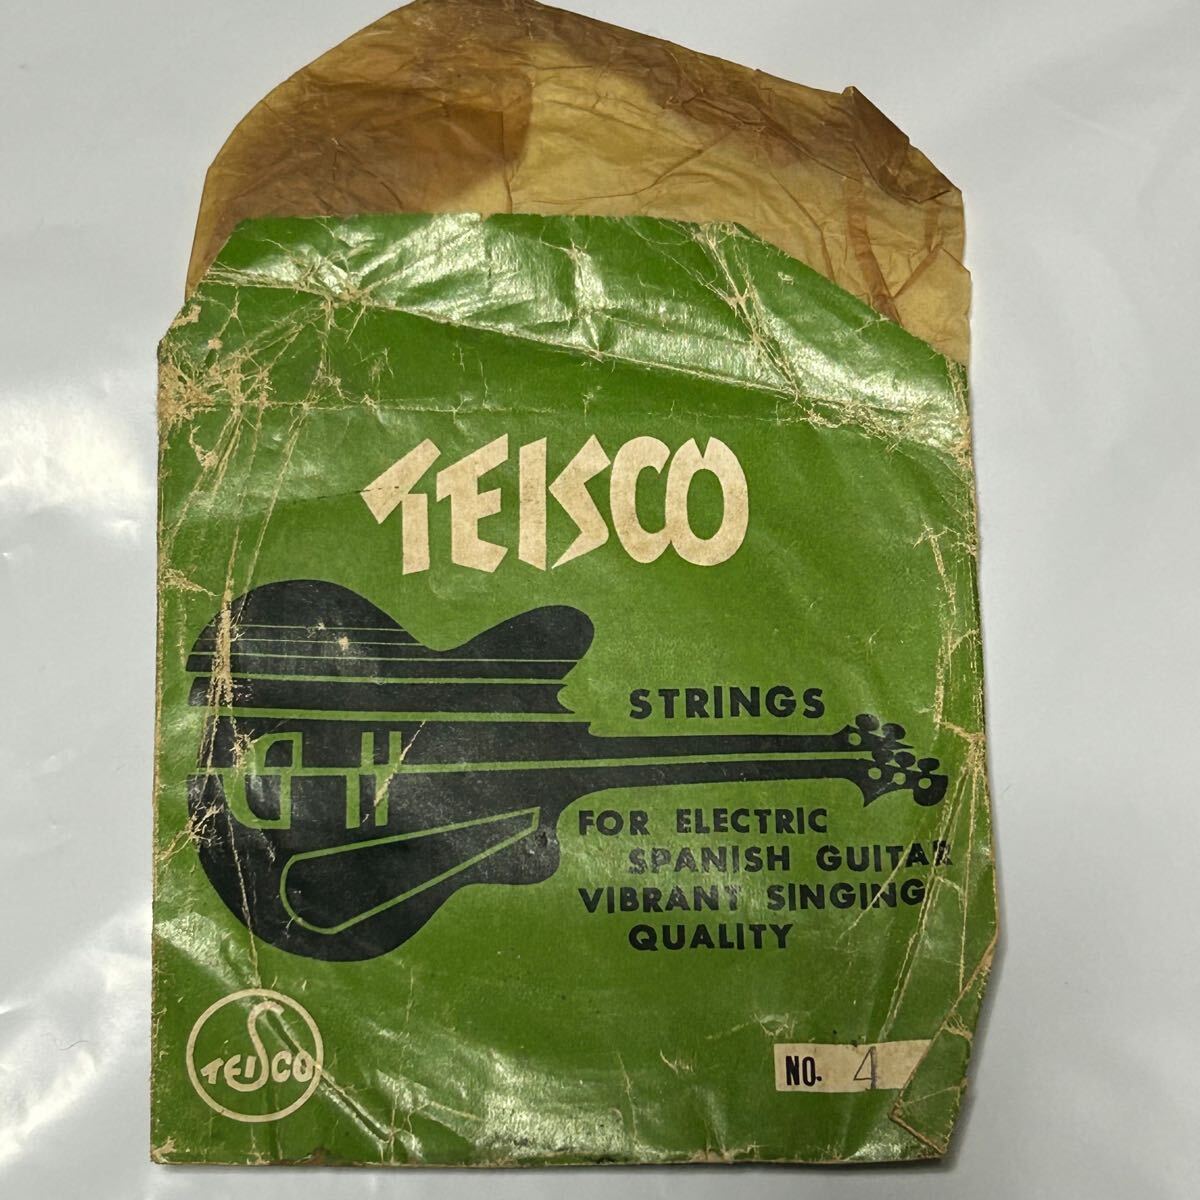 TEISCO
STRINGS
FOR ELECTRIC
SPANISH GUITAR
VIBRANT SINGING
QUALITY
TEISCO
NO. 4